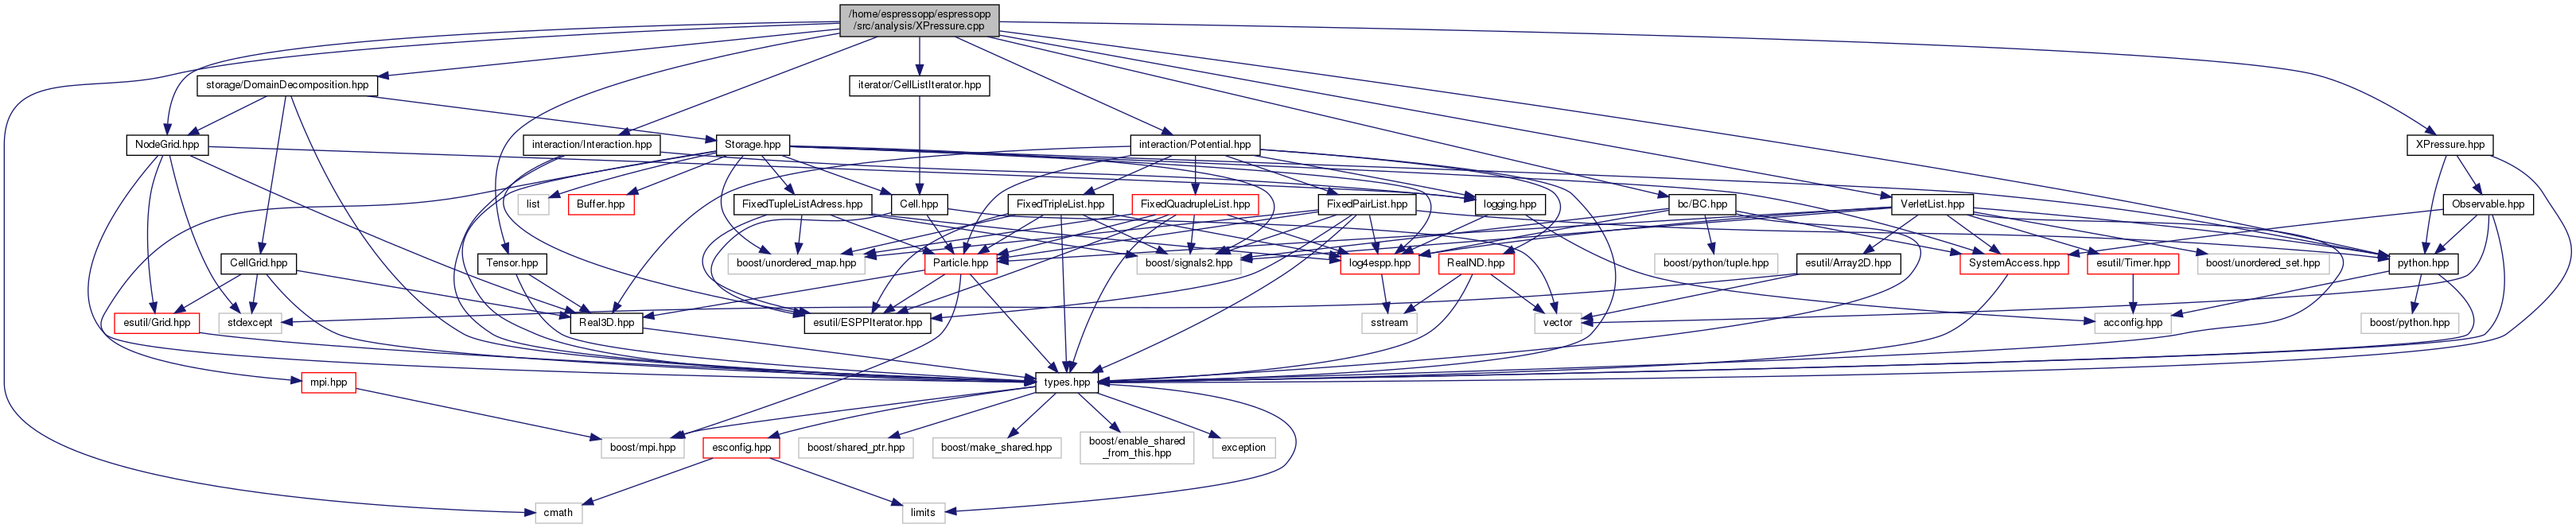 /home/espressopp/espressopp
/src/analysis/XPressure.cpp
storage/DomainDecomposition.hpp
iterator/CellListIterator.hpp
NodeGrid.hpp
interaction/Interaction.hpp
Storage.hpp
interaction/Potential.hpp
XPressure.hpp
list
Buffer.hpp
FixedTupleListAdress.hpp
Cell.hpp
FixedTripleList.hpp
FixedQuadrupleList.hpp
FixedPairList.hpp
logging.hpp
bc/BC.hpp
VerletList.hpp
Observable.hpp
CellGrid.hpp
Tensor.hpp
boost/unordered_map.hpp
Particle.hpp
boost/signals2.hpp
log4espp.hpp
RealND.hpp
boost/python/tuple.hpp
esutil/Array2D.hpp
SystemAccess.hpp
esutil/Timer.hpp
boost/unordered_set.hpp
python.hpp
esutil/Grid.hpp
stdexcept
Real3D.hpp
esutil/ESPPIterator.hpp
sstream
vector
acconfig.hpp
boost/python.hpp
mpi.hpp
types.hpp
boost/mpi.hpp
esconfig.hpp
boost/shared_ptr.hpp
boost/make_shared.hpp
boost/enable_shared
_from_this.hpp
exception
cmath
limits